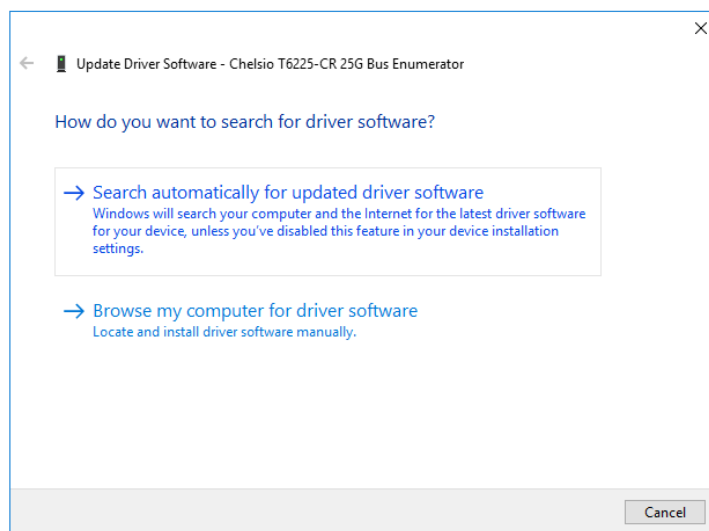 Update Driver Software - Chelsio T6225-CR 25G Bus Enumerator
How do you want to search for driver software?
Search automatically for updated driver software
Windows will search your computer and the Internet for the latest driver software
for your device, unless you've disabled this feature in your device installation
settings.
Browse my computer for driver software
Locate and install driver software manually.
Cancel